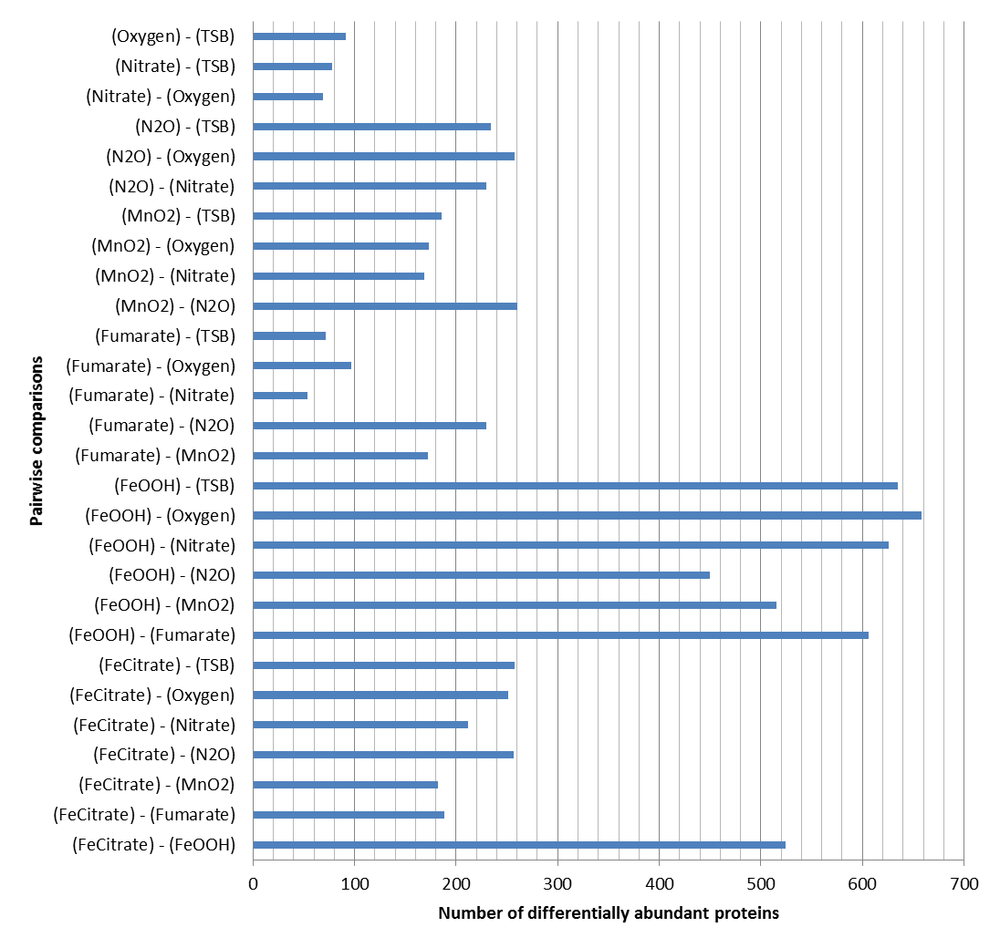 (Oxygen) - (TSB)
(Nitrate) - (TSB)
(Nitrate) - (Oxygen)
(N2O) - (TSB)
(N2O) - (Oxygen)
(N2O) - (Nitrate)
(MnO2) - (TSB)
(MnO2) - (Oxygen)
(MnO2) - (Nitrate)
(MnO2) - (N2O)
(Fumarate) - (TSB)
(Fumarate) - (Oxygen)
(Fumarate) - (Nitrate)
(Fumarate) - (N2O)
(Fumarate) - (MnO2)
(FeOOH) - (TSB)
(FeOOH) - (Oxygen)
(FeOOH) - (Nitrate)
(FeOOH) - (N2O)
(FeOOH) - (MnO2)
(FeOOH) - (Fumarate)
(FeCitrate) - (TSB)
(FeCitrate) - (Oxygen)
(FeCitrate) - (Nitrate)
(FeCitrate) - (N2O)
(FeCitrate) - (MnO2)
(FeCitrate) - (Fumarate)
(FeCitrate) - (FeOOH)
Pairwise comparisons
0 100 200 300 400 500 600 700
Number of differentially abundant proteins